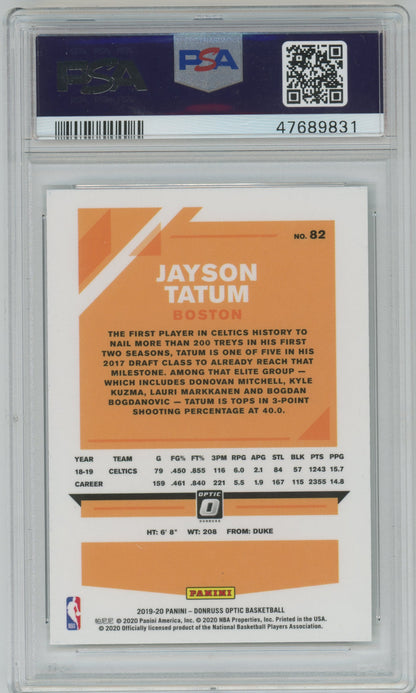 PSA
PSA
47689831
NO. 82
JAYSON
TATUM
BOSTON
THE FIRST PLAYER IN CELTICS HISTORY TO
NAIL MORE THAN 200 TREYS IN HIS FIRST
TWO SEASONS, TATUM IS ONE OF FIVE IN HIS
2017 DRAFT CLASS TO ALREADY REACH THAT
MILESTONE. AMONG THAT ELITE GROUP —
WHICH INCLUDES DONOVAN MITCHELL, KYLE
KUZMA, LAURI MARKKANEN AND BOGDAN
BOGDANOVIC — TATUM IS TOPS IN 3-POINT
SHOOTING PERCENTAGE AT 40.0.
YEAR TEAM G FG% FT% 3PM RPG APG STL BLK PTS PPG
18-19 CELTICS 79 .450 .855 116 6.0 2.1 84 57 1243 15.7
CAREER 159 .461 .840 221 5.5 1.9 167 115 2355 14.8
OPTIC
DONRUSS
HT: 6' 8" WT: 208 FROM: DUKE
PANINI
2019-20 PANINI – DONRUSS OPTIC BASKETBALL
帕尼尼 © 2020 Panini America, Inc. © 2020 NBA Properties, Inc. Printed in the USA.
© 2020 Officially licensed product of the National Basketball Players Association.
NBA